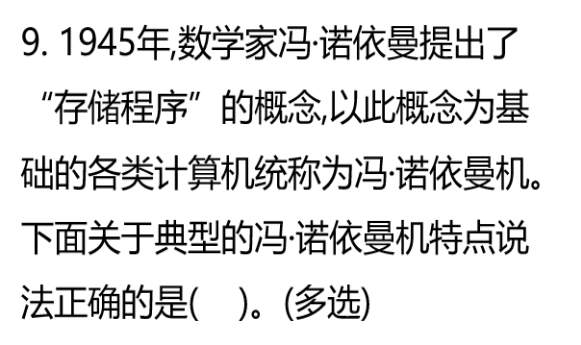 9. 1945年,数学家冯·诺依曼提出了
“存储程序”的概念,以此概念为基
础的各类计算机统称为冯·诺依曼机。
下面关于典型的冯·诺依曼机特点说
法正确的是(    )。(多选)